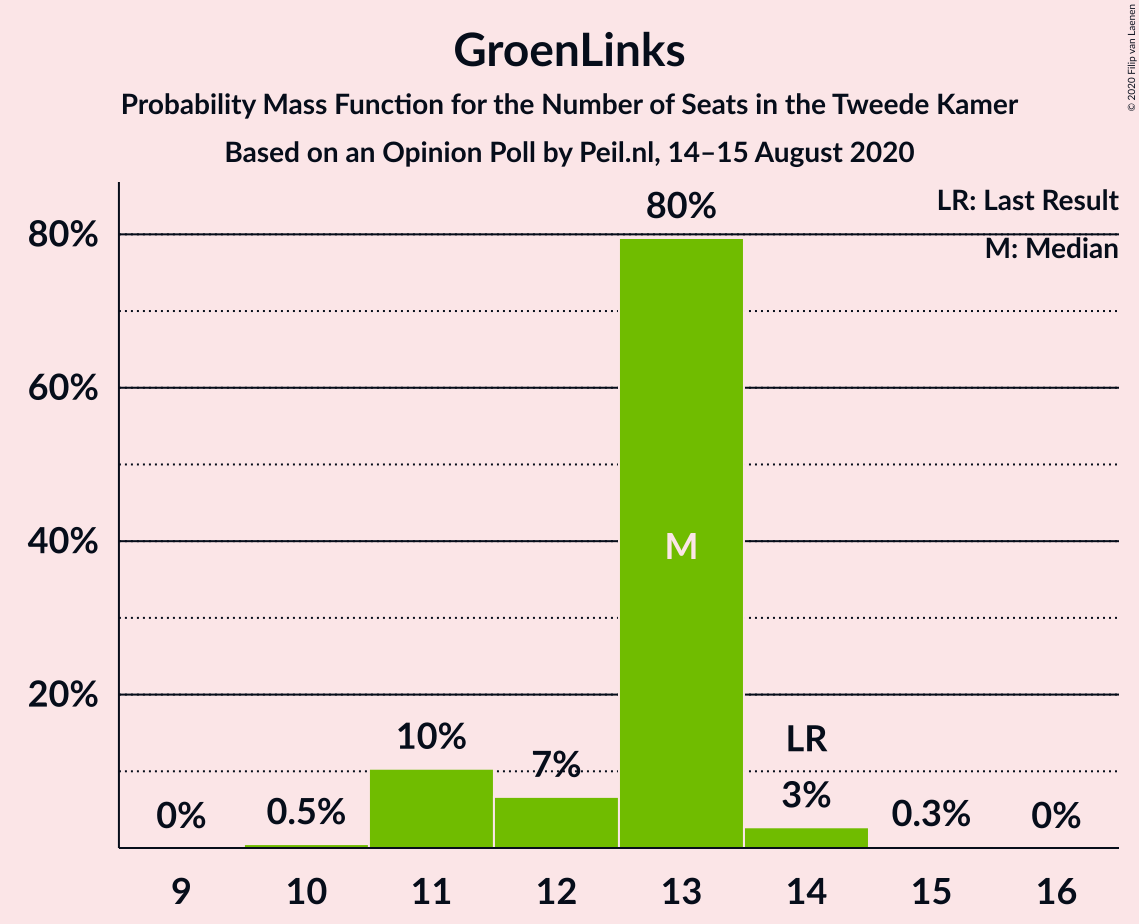 GroenLinks
Probability Mass Function for the Number of Seats in the Tweede Kamer
Based on an Opinion Poll by Peil.nl, 14–15 August 2020
© 2020 Filip van Laenen
LR: Last Result
M: Median
80%
60%
40%
20%
0%
0.5%
10%
7%
80%
M
LR
3%
0.3%
0%
9 10 11 12 13 14 15 16